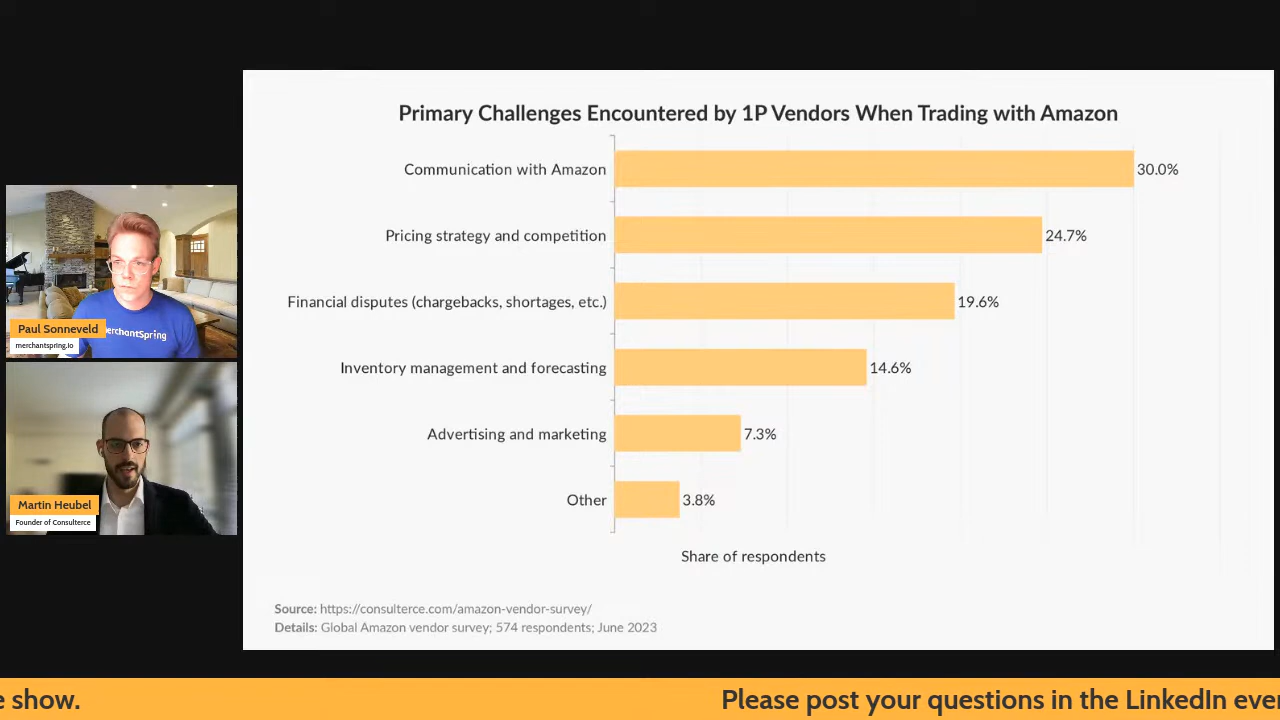 Primary Challenges Encountered by 1P Vendors When Trading with Amazon
Communication with Amazon 30.0%
Pricing strategy and competition 24.7%
Financial disputes (chargebacks, shortages, etc.) 19.6%
Inventory management and forecasting 14.6%
Advertising and marketing 7.3%
Other 3.8%
Share of respondents
Source: https://consulterce.com/amazon-vendor-survey/
Details: Global Amazon vendor survey; 574 respondents; June 2023
erchantSpring
Paul Sonneveld
merchantspring.io
Martin Heubel
Founder of Consulterce
e show. Please post your questions in the LinkedIn eve